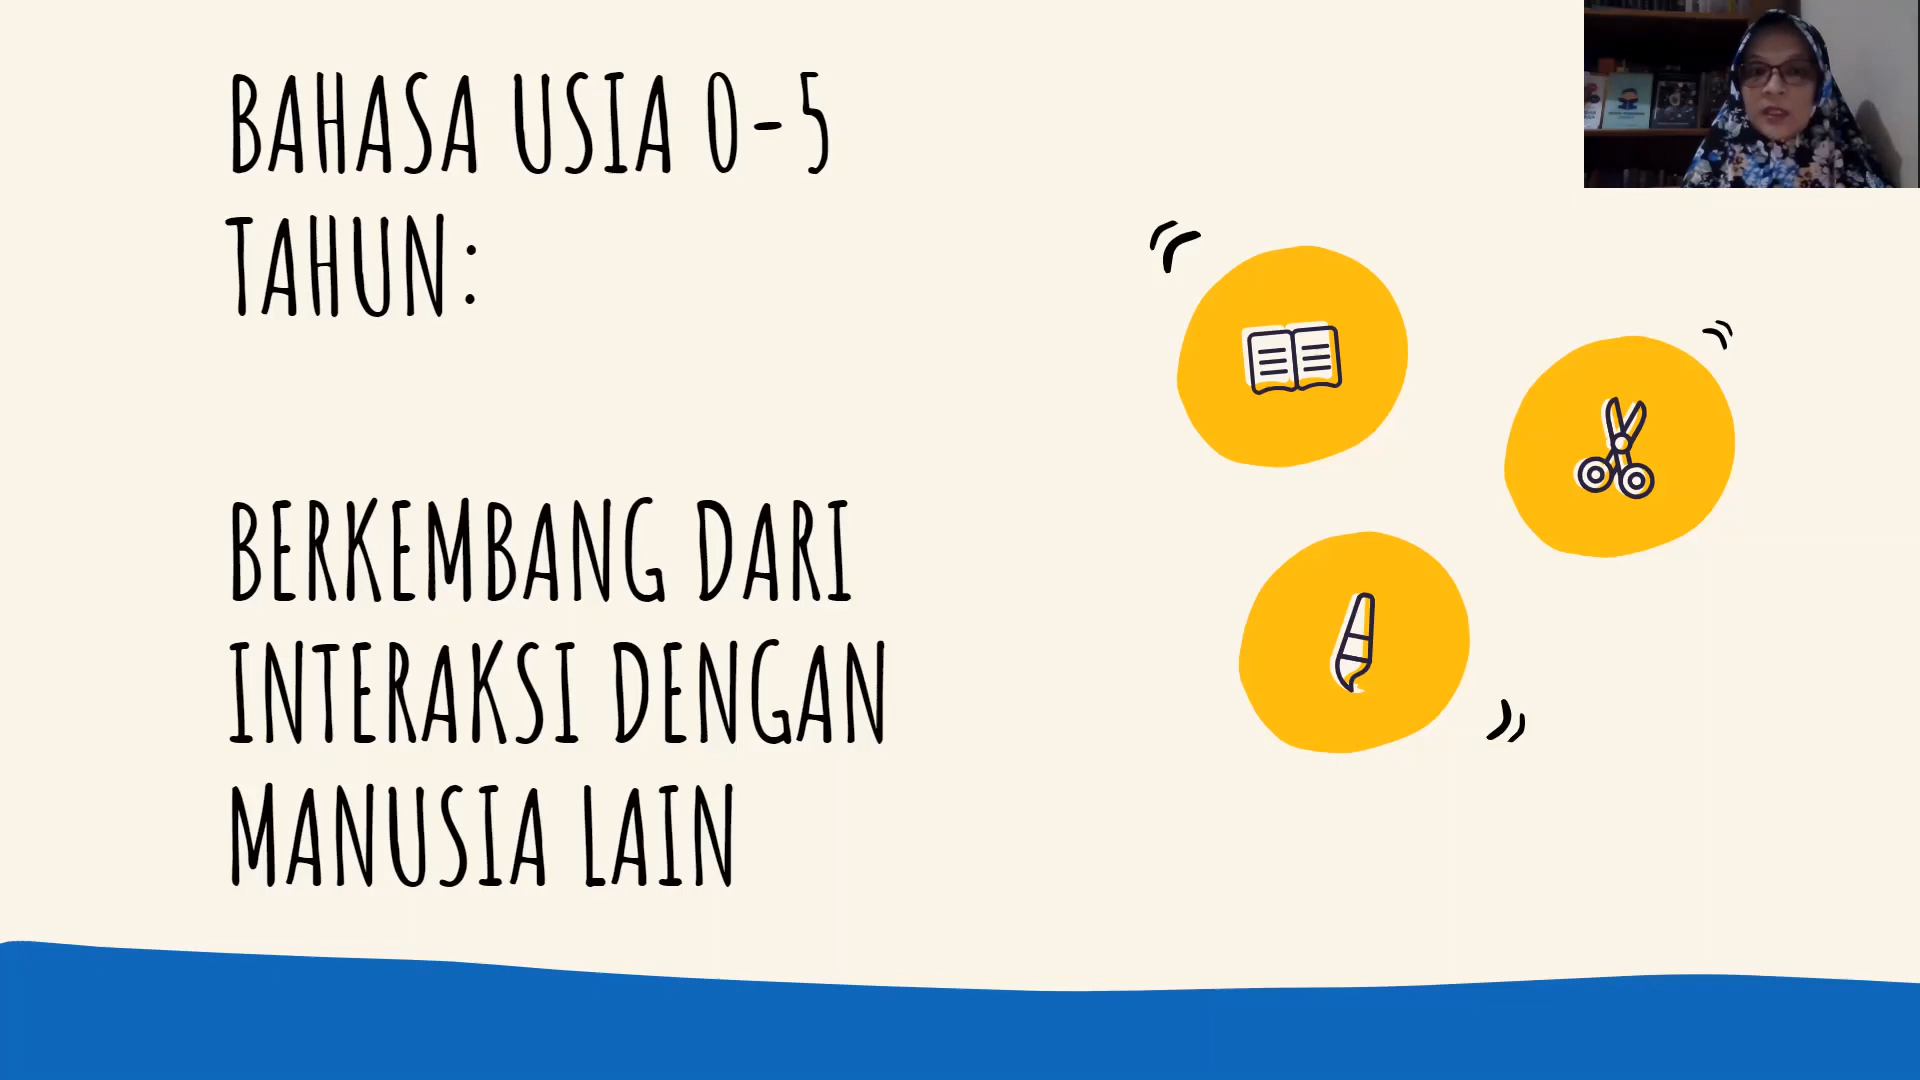 BAHASA USIA 0-5
TAHUN:
BERKEMBANG DARI
INTERAKSI DENGAN
MANUSIA LAIN